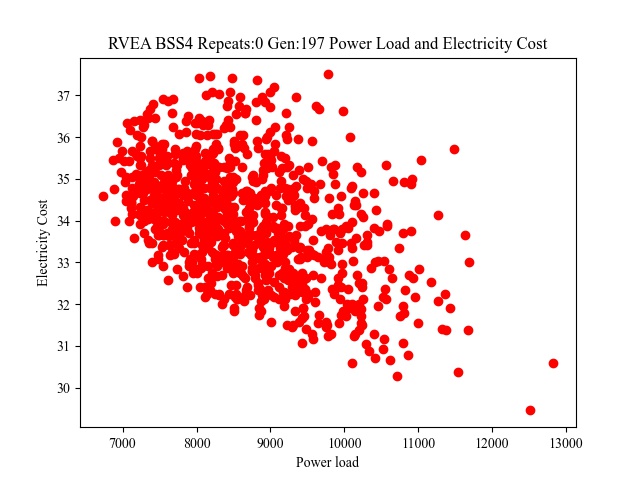 RVEA BSS4 Repeats:0 Gen:197 Power Load and Electricity Cost
37
36
35
34
33
32
31
30
Electricity Cost
7000 8000 9000 10000 11000 12000 13000
Power load